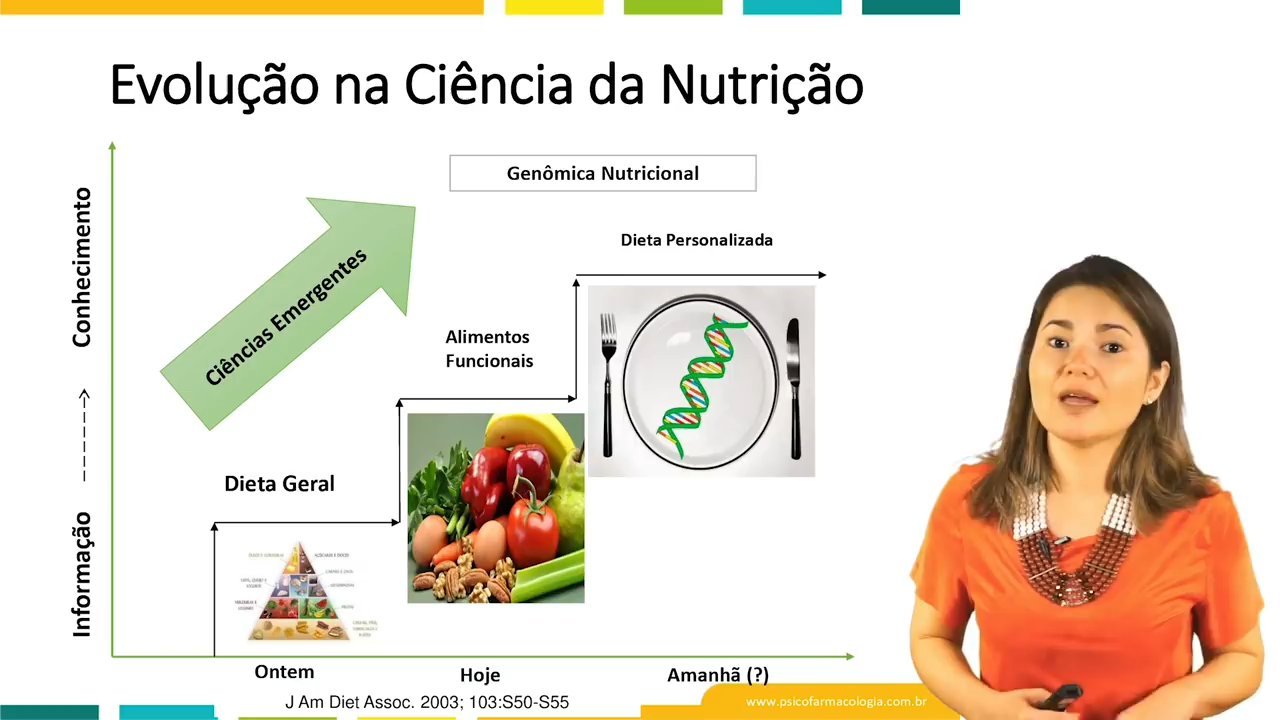 Evolução na Ciência da Nutrição
Genômica Nutricional
Conhecimento
Informação
Ciências Emergentes
Dieta Personalizada
Alimentos
Funcionais
Dieta Geral
Ontem
Hoje
Amanhã (?)
J Am Diet Assoc. 2003; 103:S50-S55
www.psicofarmacologia.com.br